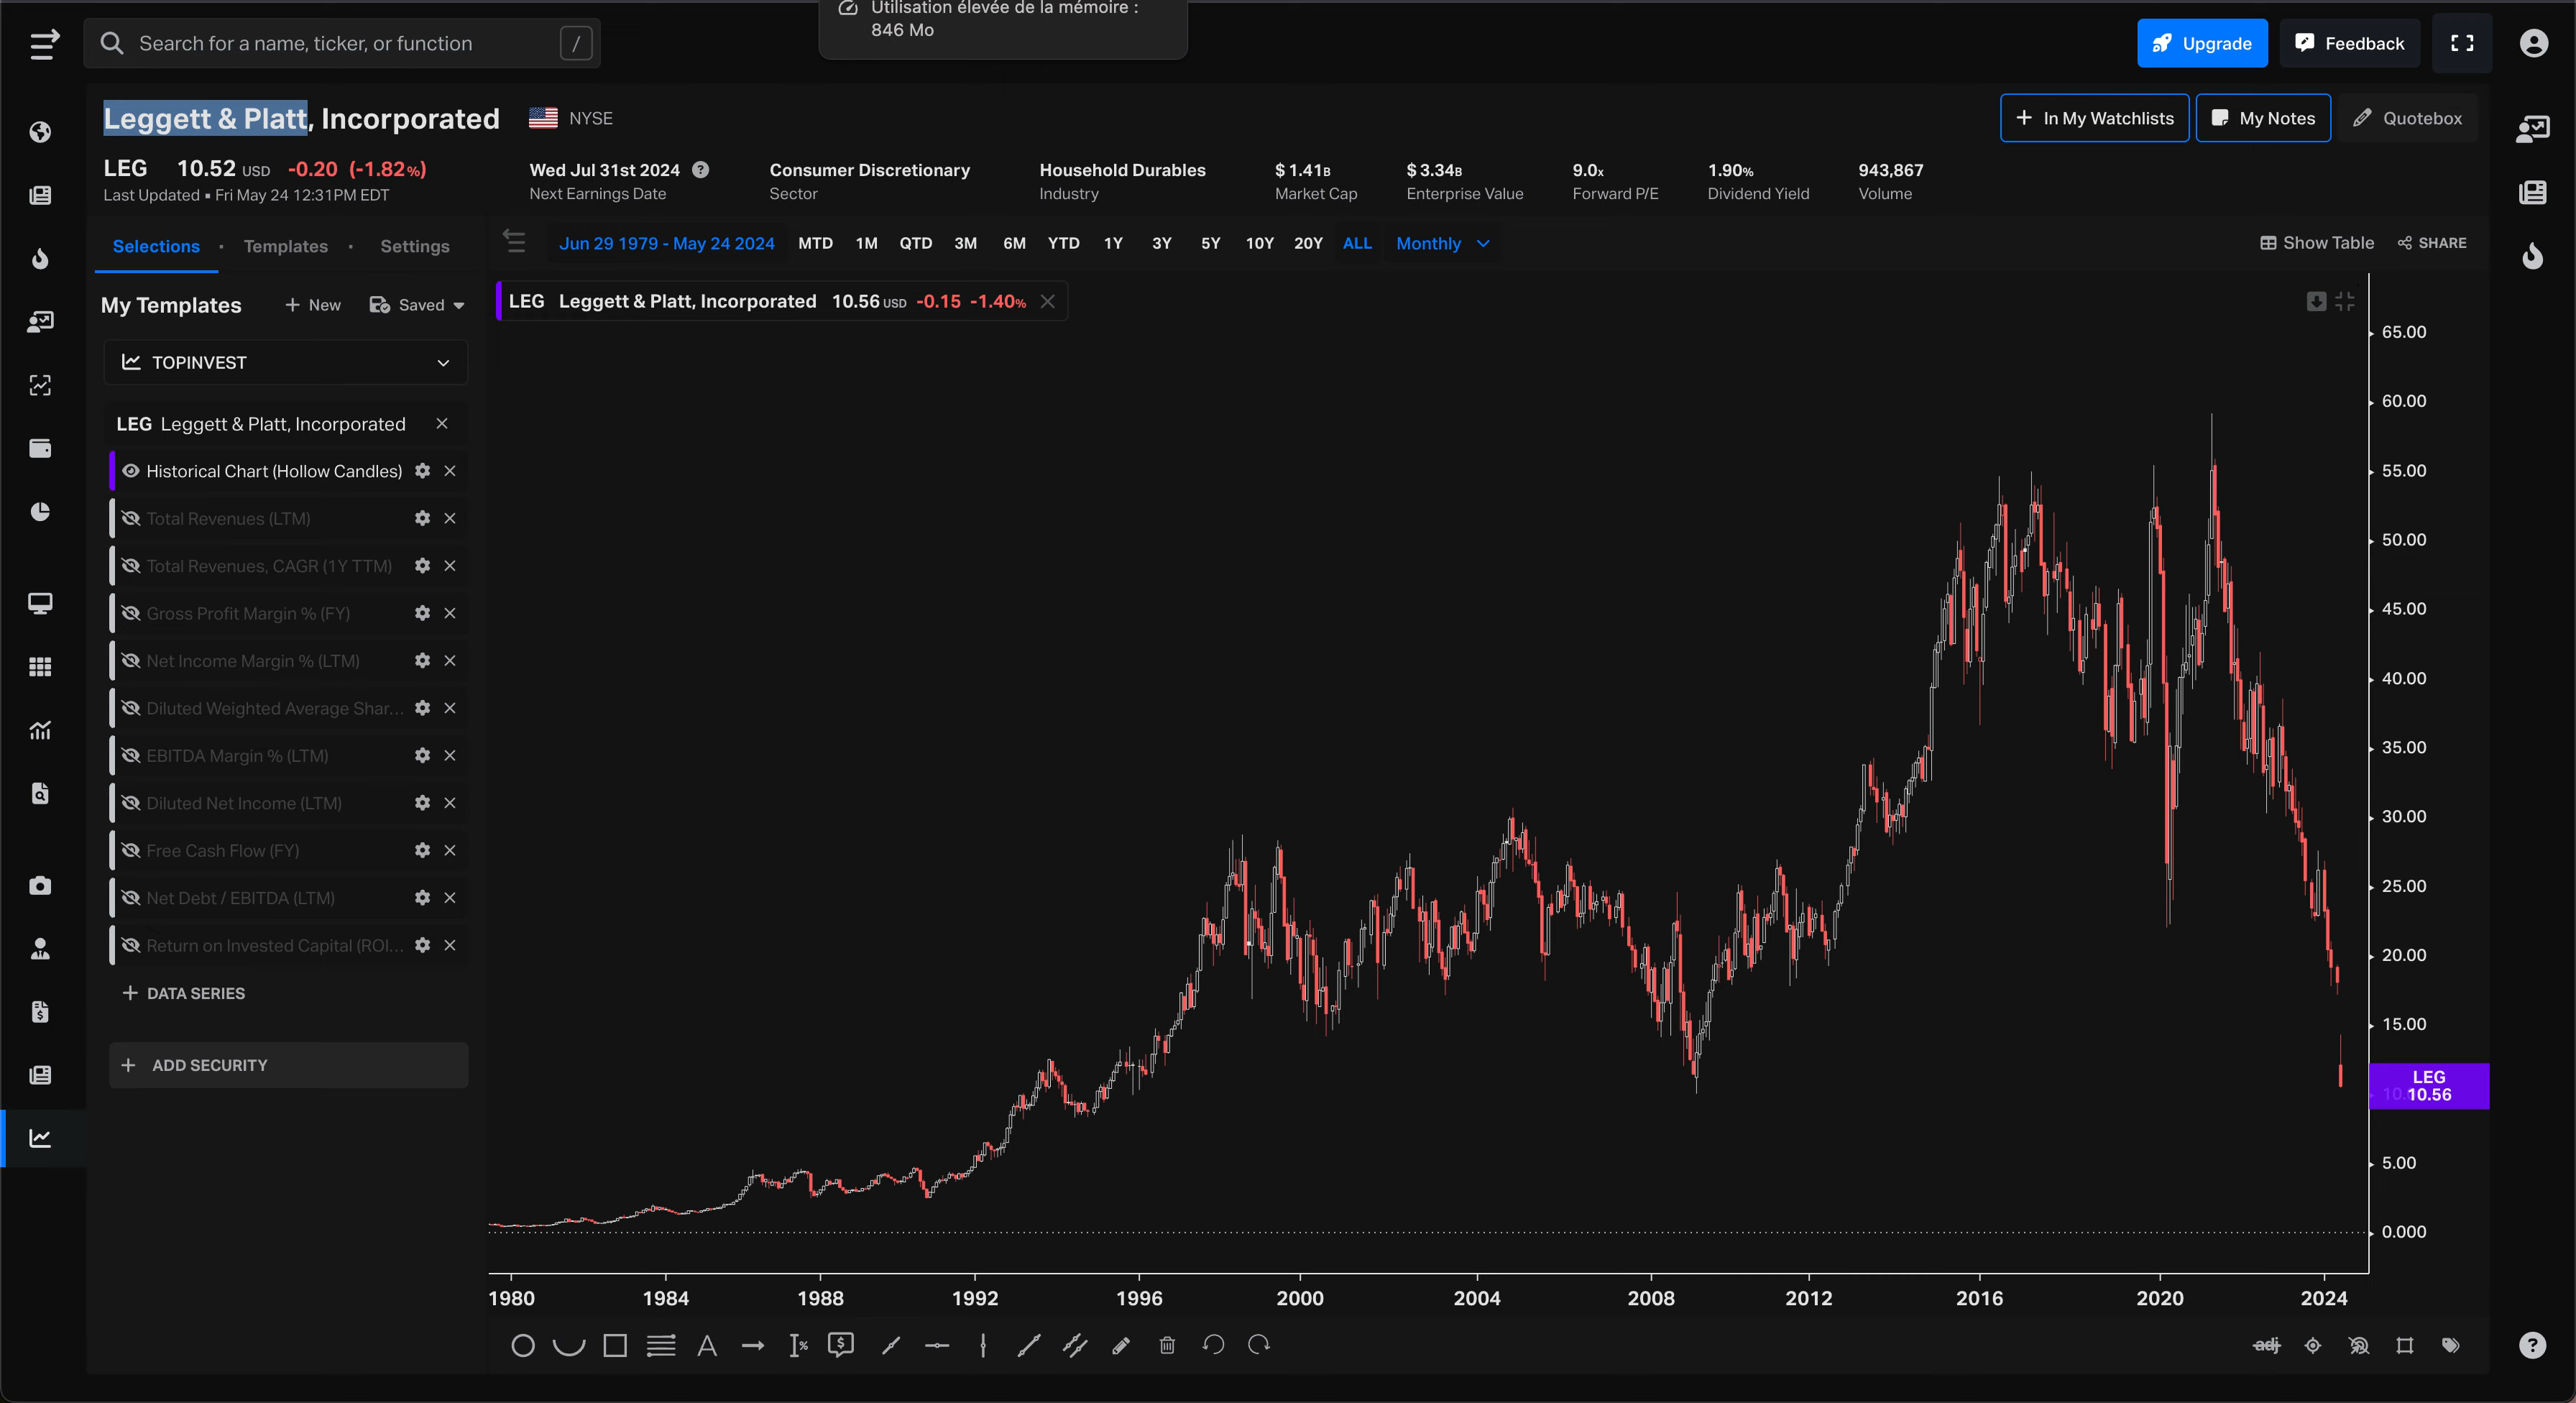 Utilisation élevée de la mémoire :
846 Mo
Search for a name, ticker, or function /
Upgrade
Feedback
Leggett & Platt, Incorporated NYSE
In My Watchlists
My Notes
Quotebox
LEG 10.52 USD -0.20 (-1.82%)
Last Updated ▪ Fri May 24 12:31PM EDT
Wed Jul 31st 2024 ?
Next Earnings Date
Consumer Discretionary
Sector
Household Durables
Industry
$ 1.41B
Market Cap
$ 3.34B
Enterprise Value
9.0x
Forward P/E
1.90%
Dividend Yield
943,867
Volume
Selections · Templates · Settings
Jun 29 1979 - May 24 2024 MTD 1M QTD 3M 6M YTD 1Y 3Y 5Y 10Y 20Y ALL Monthly
Show Table
SHARE
My Templates + New Saved
TOPINVEST
LEG Leggett & Platt, Incorporated
Historical Chart (Hollow Candles)
Total Revenues (LTM)
Total Revenues, CAGR (1Y TTM)
Gross Profit Margin % (FY)
Net Income Margin % (LTM)
Diluted Weighted Average Shar...
EBITDA Margin % (LTM)
Diluted Net Income (LTM)
Free Cash Flow (FY)
Net Debt / EBITDA (LTM)
Return on Invested Capital (ROI...
+ DATA SERIES
+ ADD SECURITY
LEG Leggett & Platt, Incorporated 10.56 USD -0.15 -1.40%
65.00
60.00
55.00
50.00
45.00
40.00
35.00
30.00
25.00
20.00
15.00
LEG
10.56
5.00
0.000
1980 1984 1988 1992 1996 2000 2004 2008 2012 2016 2020 2024
A
adj
?